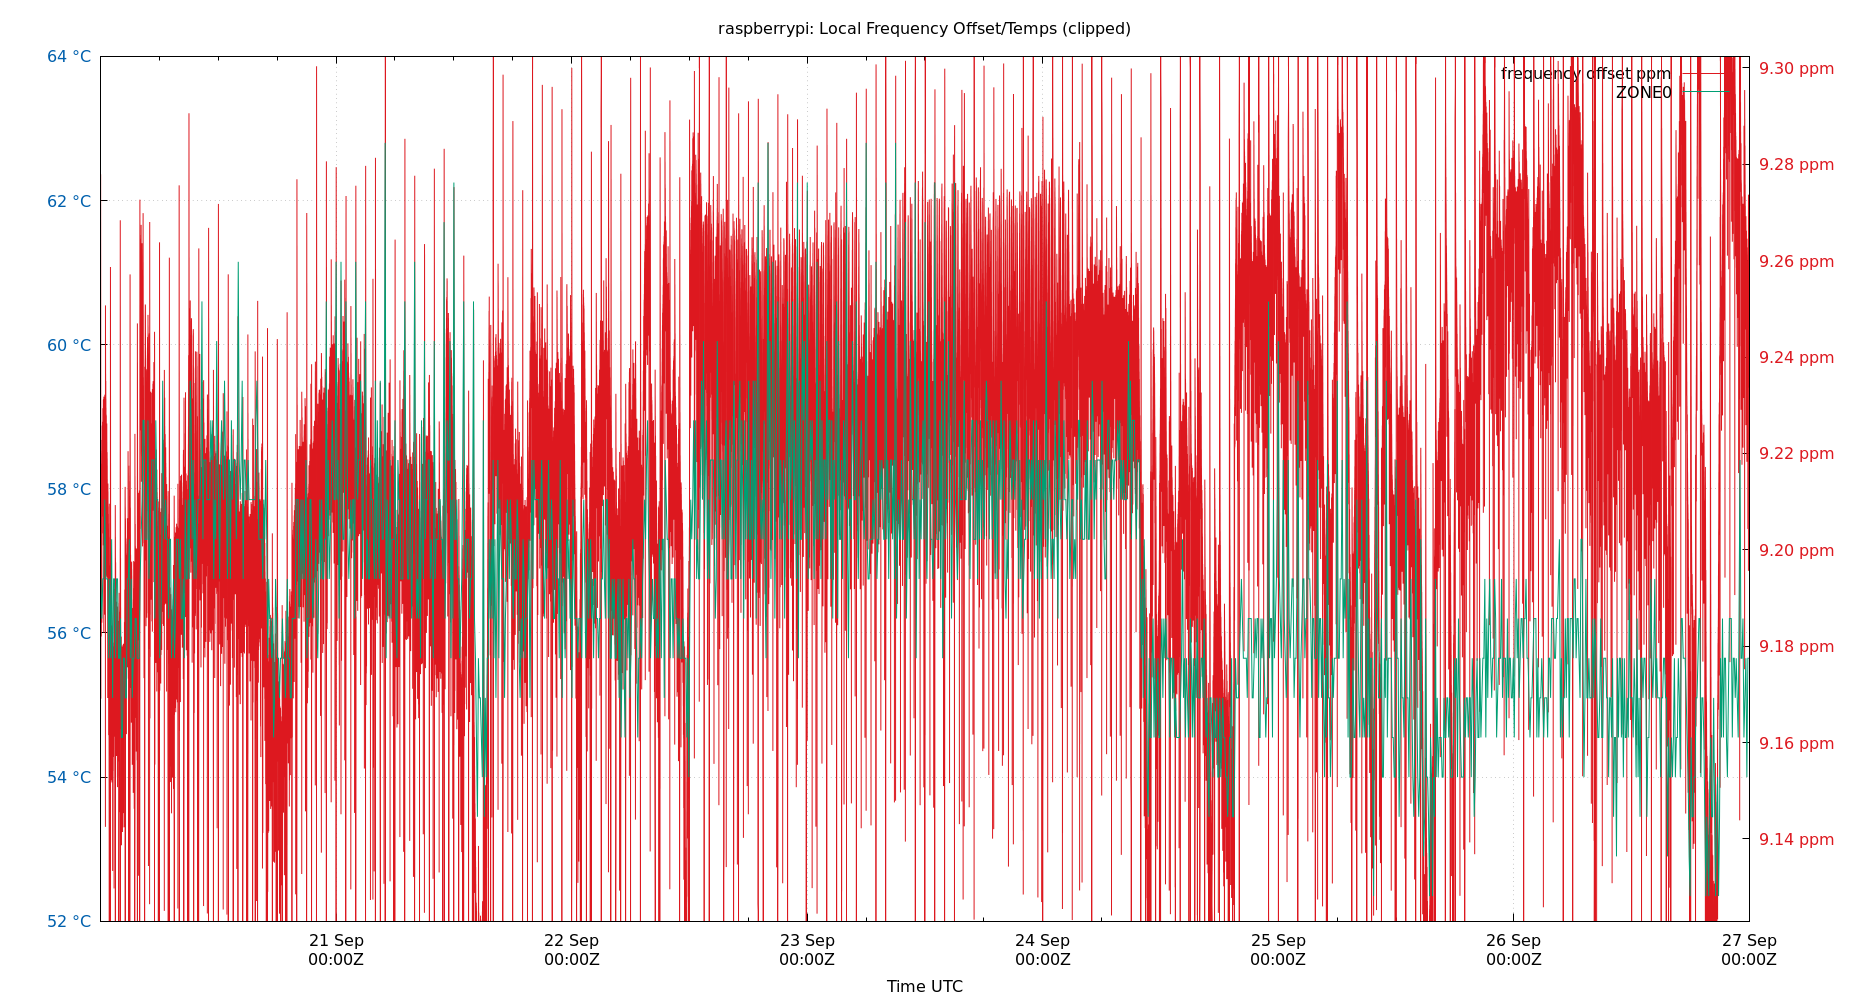 raspberrypi: Local Frequency Offset/Temps (clipped)
64 °C
62 °C
60 °C
58 °C
56 °C
54 °C
52 °C
frequency offset ppm
ZONE0
9.30 ppm
9.28 ppm
9.26 ppm
9.24 ppm
9.22 ppm
9.20 ppm
9.18 ppm
9.16 ppm
9.14 ppm
21 Sep 22 Sep 23 Sep 24 Sep 25 Sep 26 Sep 27 Sep
00:00Z 00:00Z 00:00Z 00:00Z 00:00Z 00:00Z 00:00Z
Time UTC